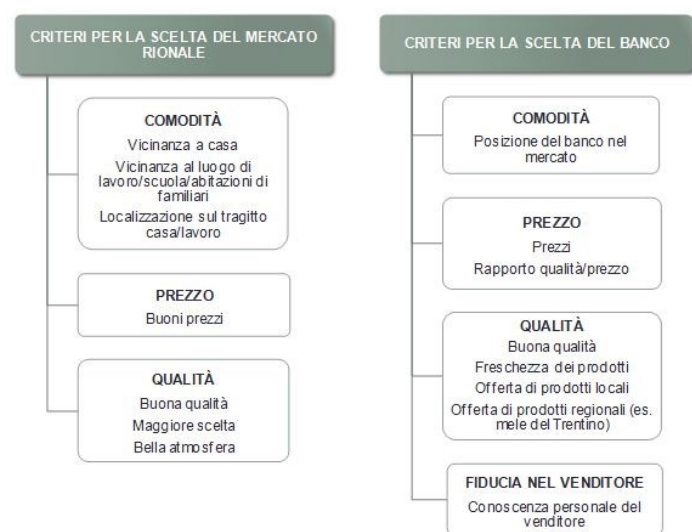 CRITERI PER LA SCELTA DEL MERCATO
RIONALE
COMODITÀ
Vicinanza a casa
Vicinanza al luogo di
lavoro/scuola/abitazioni di
familiari
Localizzazione sul tragitto
casa/lavoro
PREZZO
Buoni prezzi
QUALITÀ
Buona qualità
Maggiore scelta
Bella atmosfera
CRITERI PER LA SCELTA DEL BANCO
COMODITÀ
Posizione del banco nel
mercato
PREZZO
Prezzi
Rapporto qualità/prezzo
QUALITÀ
Buona qualità
Freschezza dei prodotti
Offerta di prodotti locali
Offerta di prodotti regionali (es.
mele del Trentino)
FIDUCIA NEL VENDITORE
Conoscenza personale del
venditore